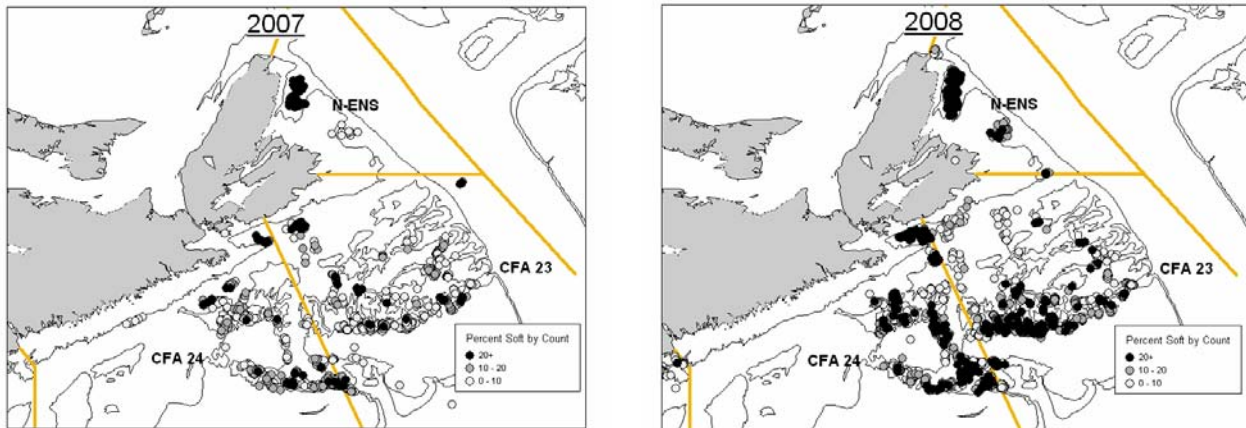 2007
N-ENS
CFA 23
CFA 24
Percent Soft by Count
20+
10 - 20
0 - 10
2008
N-ENS
CFA 23
CFA 24
Percent Soft by Count
20+
10 - 20
0 - 10